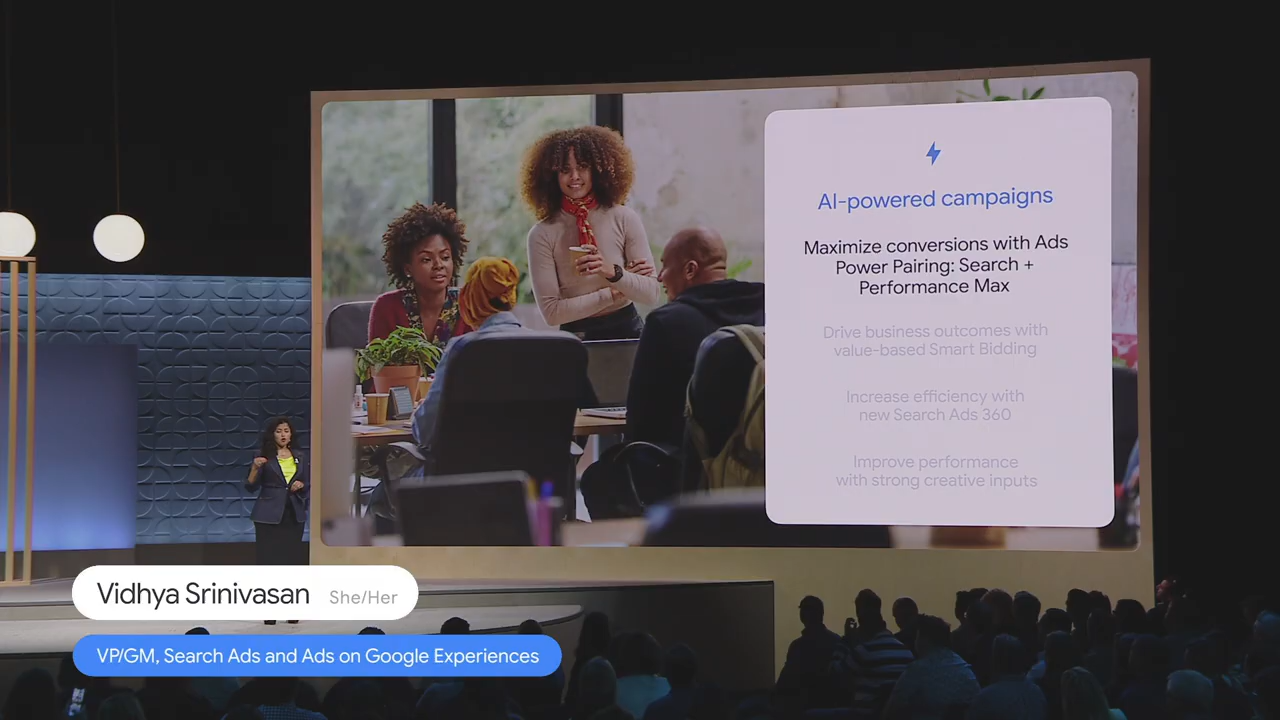 AI-powered campaigns
Maximize conversions with Ads
Power Pairing: Search +
Performance Max
Drive business outcomes with
value-based Smart Bidding
Increase efficiency with
new Search Ads 360
Improve performance
with strong creative inputs
Vidhya Srinivasan She/Her
VP/GM, Search Ads and Ads on Google Experiences